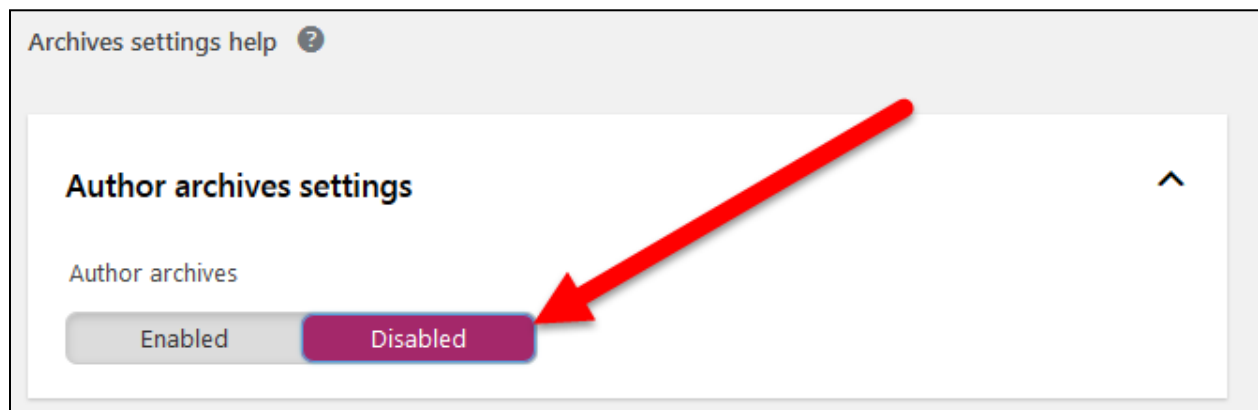 Archives settings help ?
Author archives settings
Author archives
Enabled Disabled